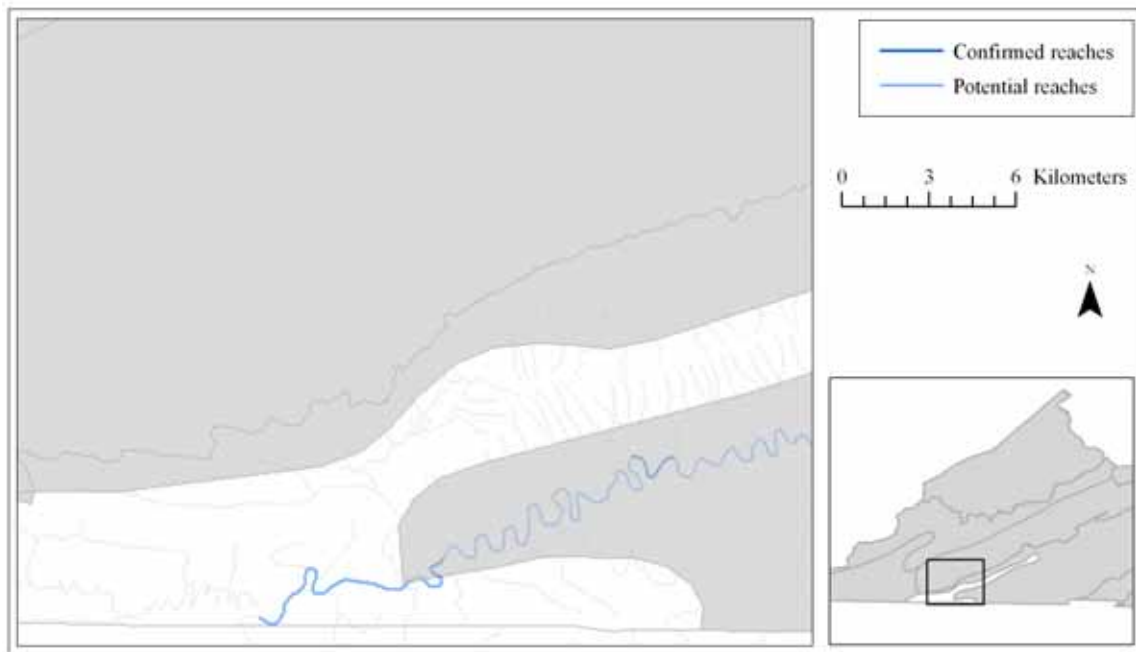 Confirmed reaches
Potential reaches
0 3 6 Kilometers
N